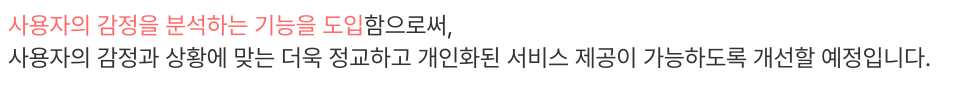 사용자의 감정을 분석하는 기능을 도입함으로써,
사용자의 감정과 상황에 맞는 더욱 정교하고 개인화된 서비스 제공이 가능하도록 개선할 예정입니다.